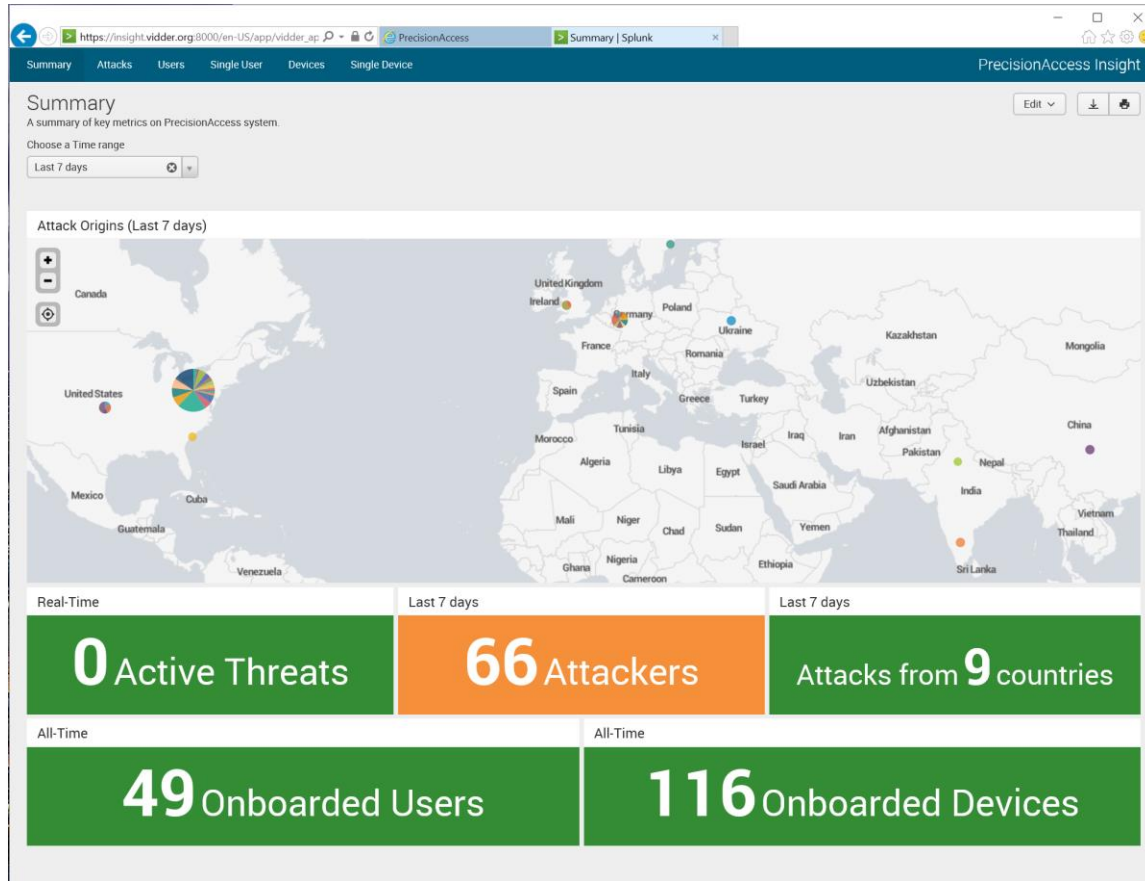 https://insight.vidder.org:8000/en-US/app/vidder_ap
PrecisionAccess
Summary | Splunk
Summary Attacks Users Single User Devices Single Device
PrecisionAccess Insight
Summary
A summary of key metrics on PrecisionAccess system.
Edit
Choose a Time range
Last 7 days
Attack Origins (Last 7 days)
+
-
Canada
United States
Mexico
Cuba
Guatemala
Venezuela
United Kingdom
Ireland
Germany
Poland
Ukraine
France
Romania
Italy
Spain
Greece
Turkey
Kazakhstan
Mongolia
Uzbekistan
Tunisia
Morocco
Algeria
Libya
Egypt
Israel
Iraq
Iran
Afghanistan
Pakistan
China
Nepal
India
Saudi Arabia
Mali
Niger
Chad
Sudan
Yemen
Vietnam
Thailand
Nigeria
Ghana
Cameroon
Ethiopia
Sri Lanka
Real-Time
0 Active Threats
Last 7 days
66 Attackers
Last 7 days
Attacks from 9 countries
All-Time
49 Onboarded Users
All-Time
116 Onboarded Devices